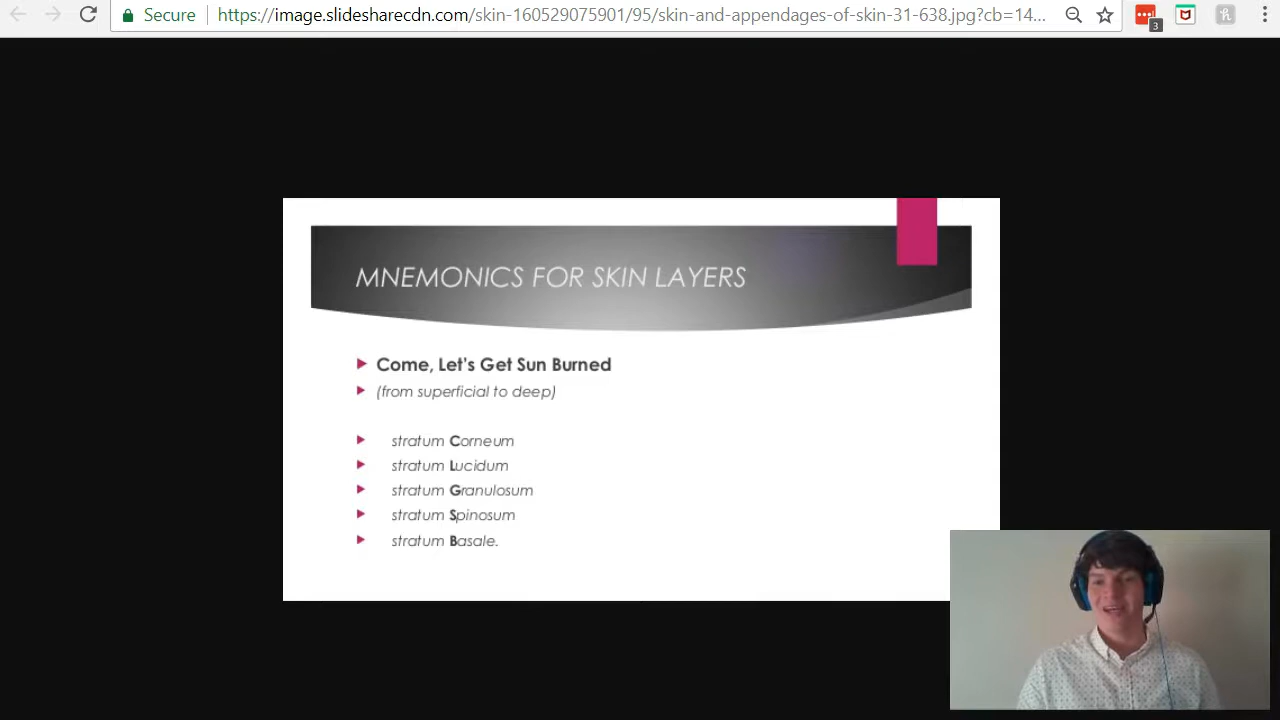 Secure
https://image.slidesharecdn.com/skin-160529075901/95/skin-and-appendages-of-skin-31-638.jpg?cb=14...
3
MNEMONICS FOR SKIN LAYERS
Come, Let's Get Sun Burned
(from superficial to deep)
stratum Corneum
stratum Lucidum
stratum Granulosum
stratum Spinosum
stratum Basale.